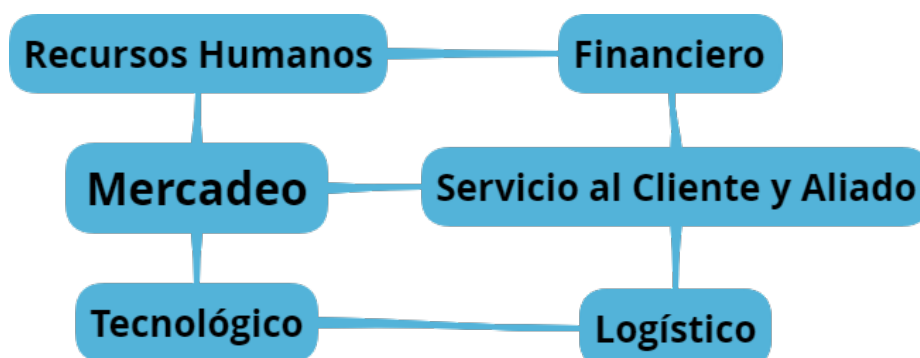 Recursos Humanos
Financiero
Mercadeo
Servicio al Cliente y Aliado
Tecnológico
Logístico